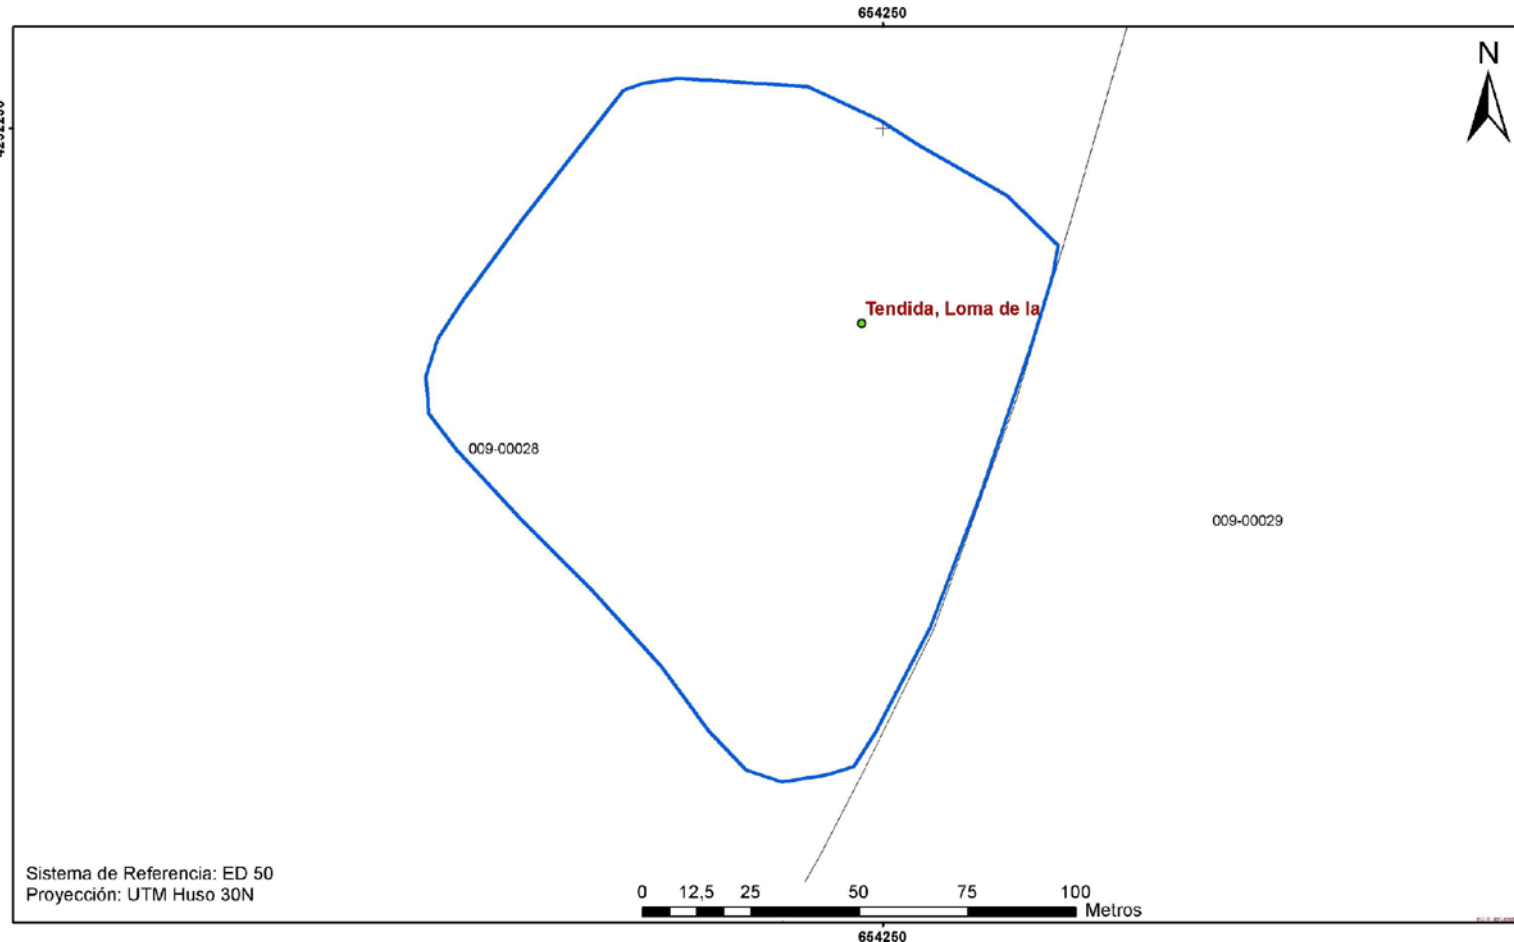 654250
N
Tendida, Loma de la
009-00028
009-00029
Sistema de Referencia: ED 50
Proyección: UTM Huso 30N
0 12,5 25 50 75 100
Metros
654250